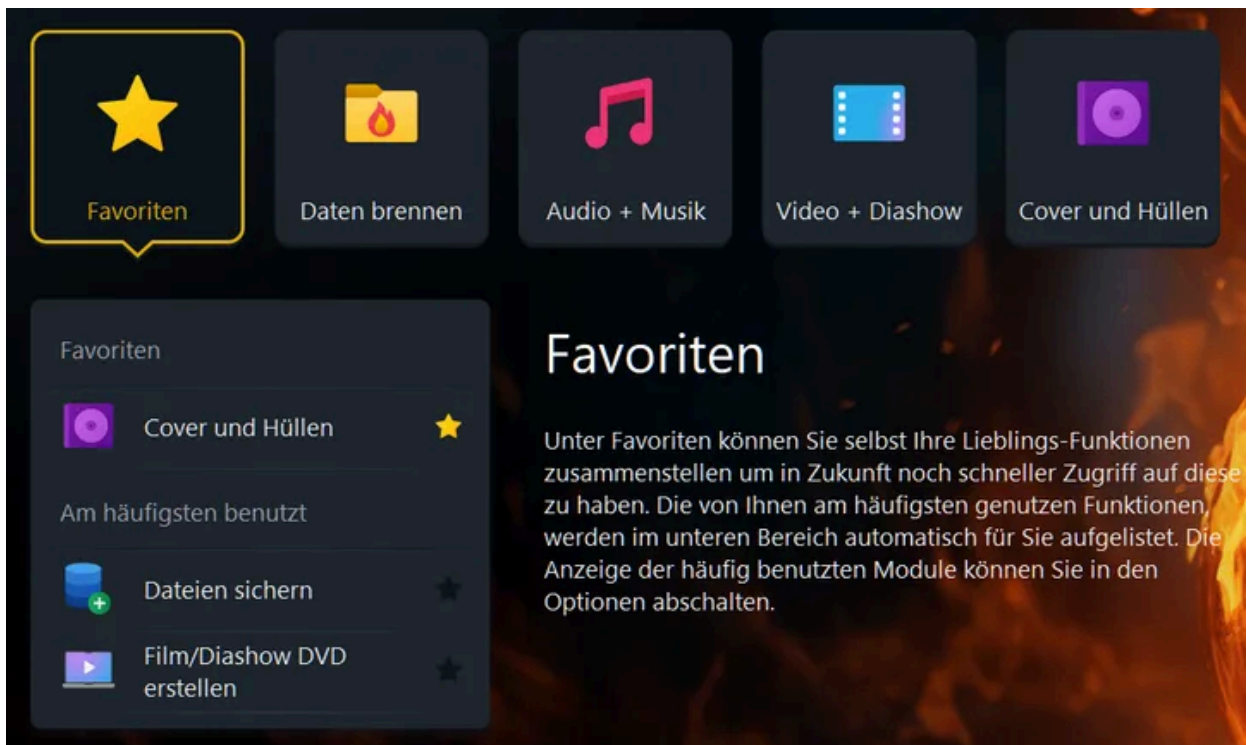 Favoriten
Daten brennen
Audio + Musik
Video + Diashow
Cover und Hüllen
Favoriten
Cover und Hüllen
Am häufigsten benutzt
Dateien sichern
Film/Diashow DVD
erstellen
Favoriten
Unter Favoriten können Sie selbst Ihre Lieblings-Funktionen
zusammenstellen um in Zukunft noch schneller Zugriff auf diese
zu haben. Die von Ihnen am häufigsten genutzen Funktionen,
werden im unteren Bereich automatisch für Sie aufgelistet. Die
Anzeige der häufig benutzten Module können Sie in den
Optionen abschalten.